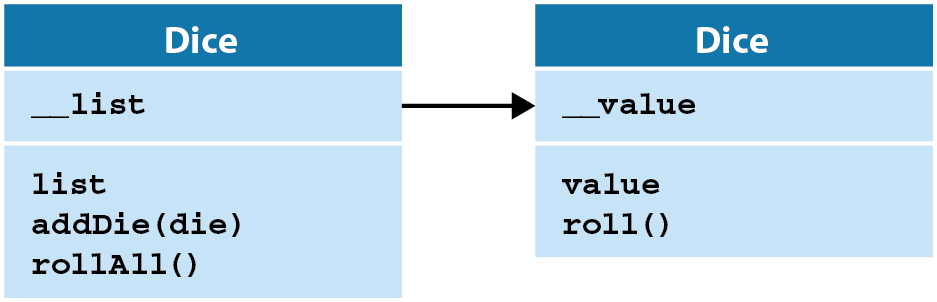 Dice
__list
list
addDie(die)
rollAll()
Dice
__value
value
roll()